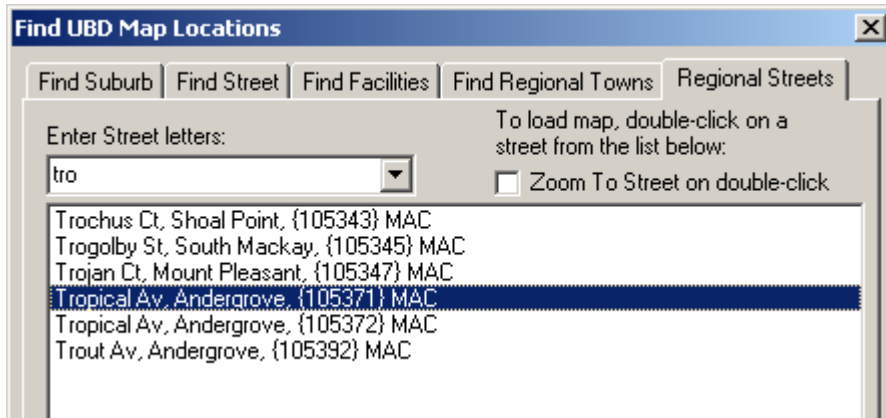 Find UBD Map Locations
Find Suburb Find Street Find Facilities Find Regional Towns Regional Streets
Enter Street letters:
To load map, double-click on a
street from the list below:
tro
Zoom To Street on double-click
Trochus Ct, Shoal Point, {105343} MAC
Trogolby St, South Mackay, {105345} MAC
Trojan Ct, Mount Pleasant, {105347} MAC
Tropical Av, Andergrove, {105371} MAC
Tropical Av, Andergrove, {105372} MAC
Trout Av, Andergrove, {105392} MAC